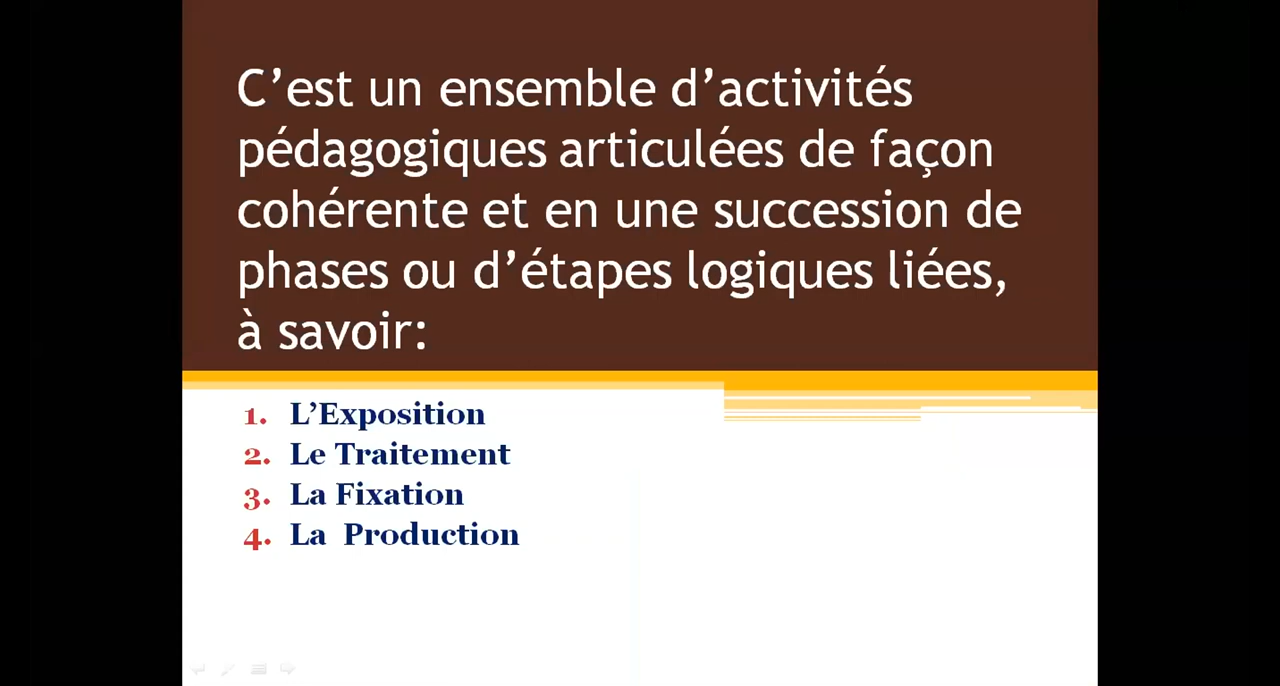 C’est un ensemble d’activités
pédagogiques articulées de façon
cohérente et en une succession de
phases ou d’étapes logiques liées,
à savoir:
1. L’Exposition
2. Le Traitement
3. La Fixation
4. La Production